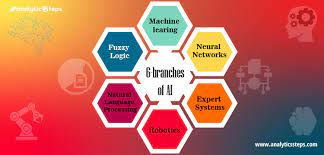 analyticsteps
Machine
learing
Fuzzy
Logic
Neural
Networks
6 branches
of AI
Natural
Language
Processing
Expert
Systems
Robotics
www.analyticssteps.com